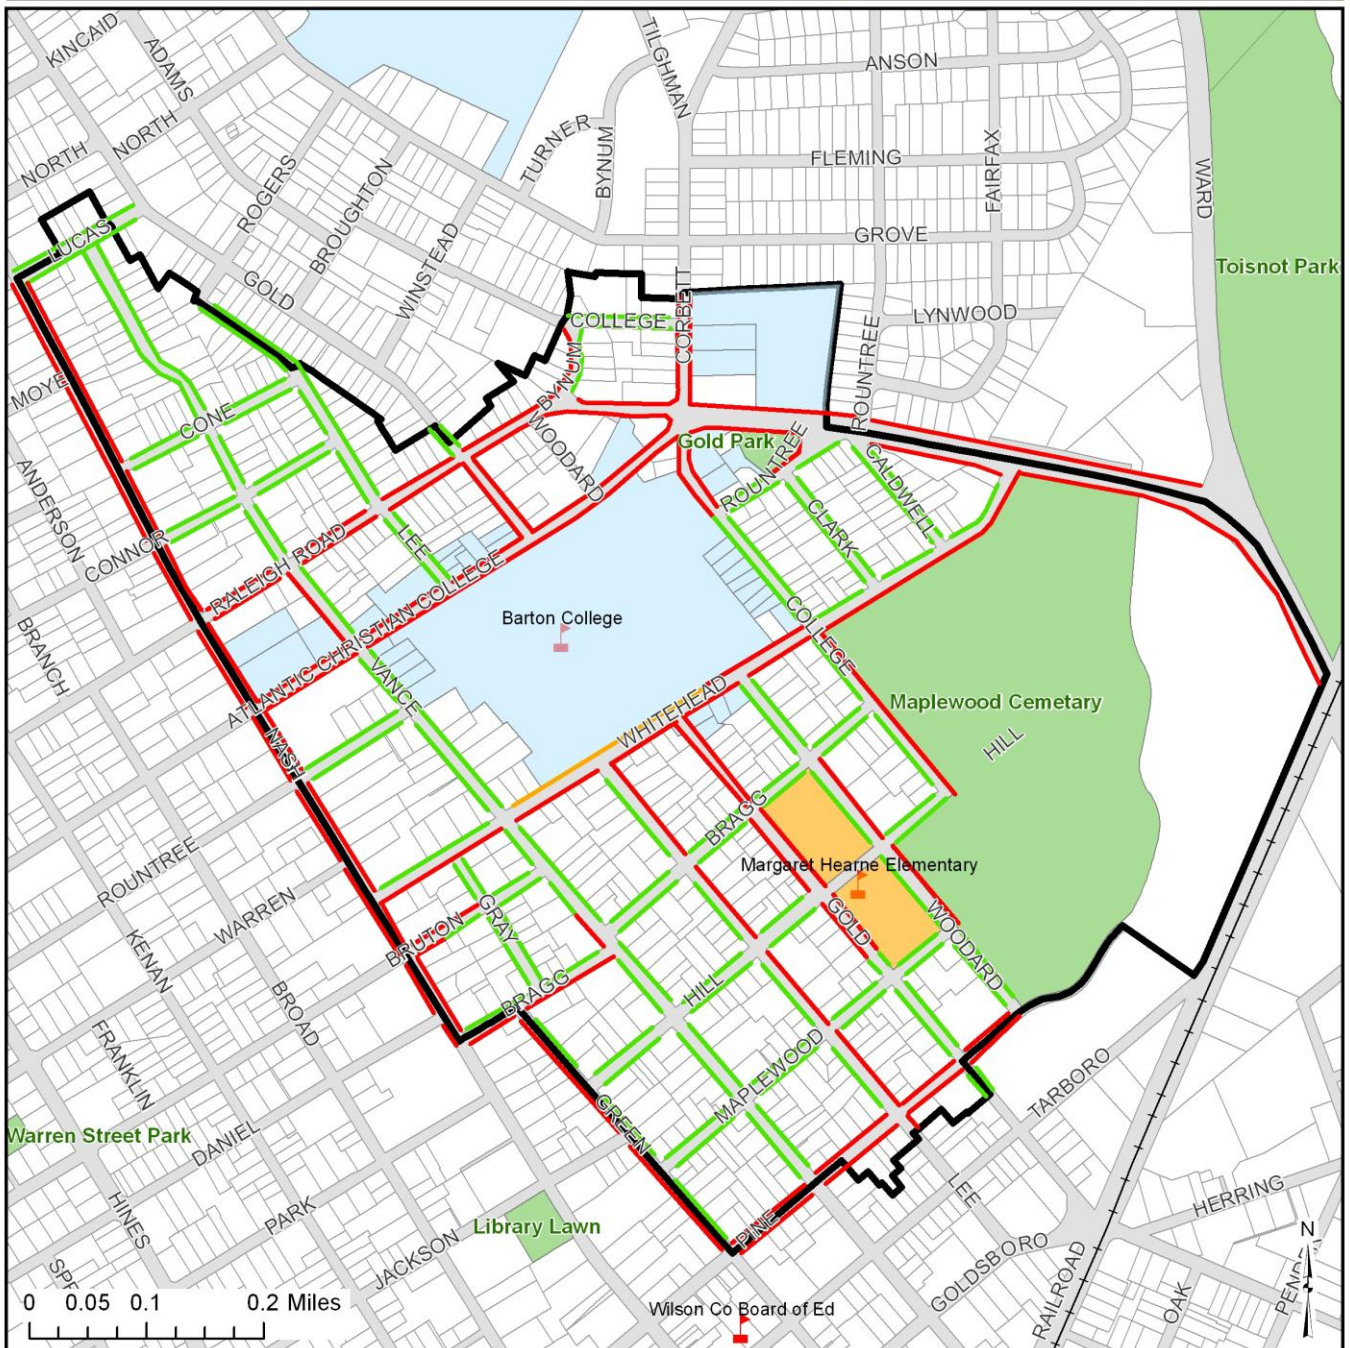 KINCAID
ADAMS
TILGHMAN
ANSON
NORTH
NORTH
TURNER
BYNUM
FLEMING
FAIRFAX
WARD
ROGERS
BROUGHTON
WINSTEAD
GROVE
LUCAS
Toisnot Park
GOLD
COLLEGE
CORBETT
LYNWOOD
ROUNTREE
MOYE
BYNUM
CONE
WOODARD
Gold Park
ROUNTREE
CALDWELL
ANDERSON
CONNOR
LEE
CLARK
RALEIGH ROAD
BRANCH
ATLANTIC CHRISTIAN COLLEGE
Barton College
COLLEGE
VANCE
WHITEHEAD
Maplewood Cemetary
HILL
NASH
BRAGG
ROUNTREE
Margaret Hearne Elementary
WARREN
GRAY
GOLD
WOODARD
KENAN
BRUTON
BROAD
BRAGG
HILL
FRANKLIN
MAPLEWOOD
TARBORO
Warren Street Park
DANIEL
GREEN
HINES
PARK
LEE
HERRING
Library Lawn
PINE
JACKSON
GOLDSBORO
N
RAILROAD
OAK
0 0.05 0.1 0.2 Miles
Wilson Co Board of Ed